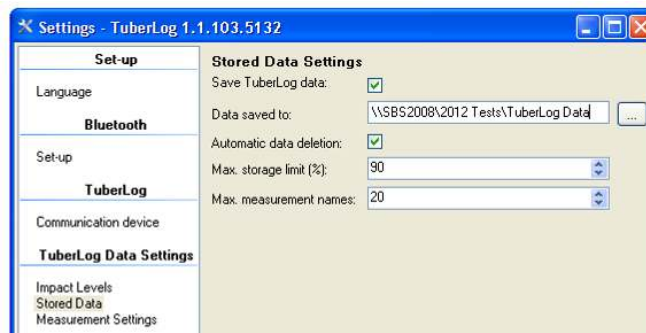 Settings - TuberLog 1.1.103.5132
Set-up
Language
Bluetooth
Set-up
TuberLog
Communication device
TuberLog Data Settings
Impact Levels
Stored Data
Measurement Settings
Stored Data Settings
Save TuberLog data:
Data saved to: \\SBS2008\2012 Tests\TuberLog Data ...
Automatic data deletion:
Max. storage limit (%): 90
Max. measurement names: 20